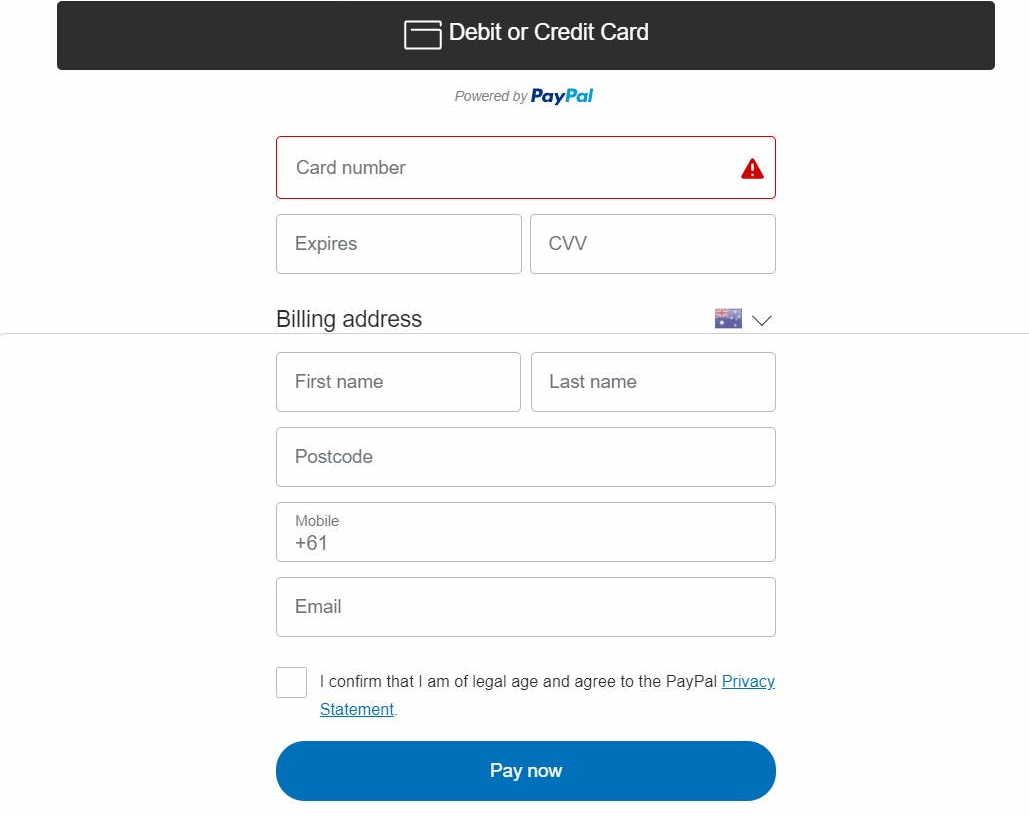 Debit or Credit Card
Powered by PayPal
Card number
Expires
CVV
Billing address
First name
Last name
Postcode
Mobile
+61
Email
I confirm that I am of legal age and agree to the PayPal Privacy
Statement.
Pay now